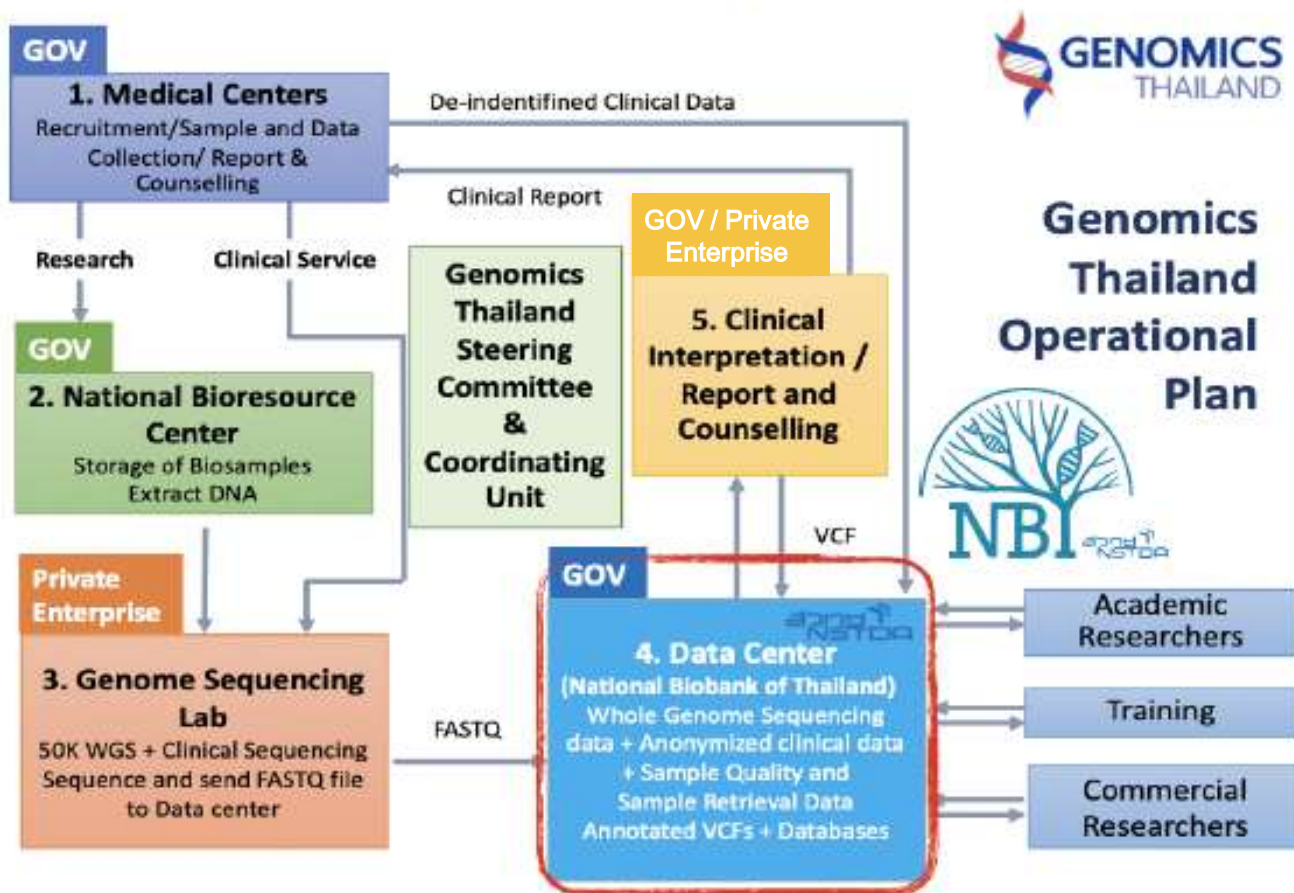 GENOMICS
THAILAND
Genomics
Thailand
Operational
Plan
GOV
1. Medical Centers
Recruitment/Sample and Data
Collection/ Report &
Counselling
De-indentifined Clinical Data
Clinical Report
Research
Clinical Service
GOV
2. National Bioresource
Center
Storage of Biosamples
Extract DNA
Genomics
Thailand
Steering
Committee
&
Coordinating
Unit
GOV / Private
Enterprise
5. Clinical
Interpretation /
Report and
Counselling
VCF
NBT
NSTDA
Private
Enterprise
3. Genome Sequencing
Lab
50K WGS + Clinical Sequencing
Sequence and send FASTQ file
to Data center
FASTQ
GOV
NSTDA
4. Data Center
(National Biobank of Thailand)
Whole Genome Sequencing
data + Anonymized clinical data
+ Sample Quality and
Sample Retrieval Data
Annotated VCFs + Databases
Academic
Researchers
Training
Commercial
Researchers